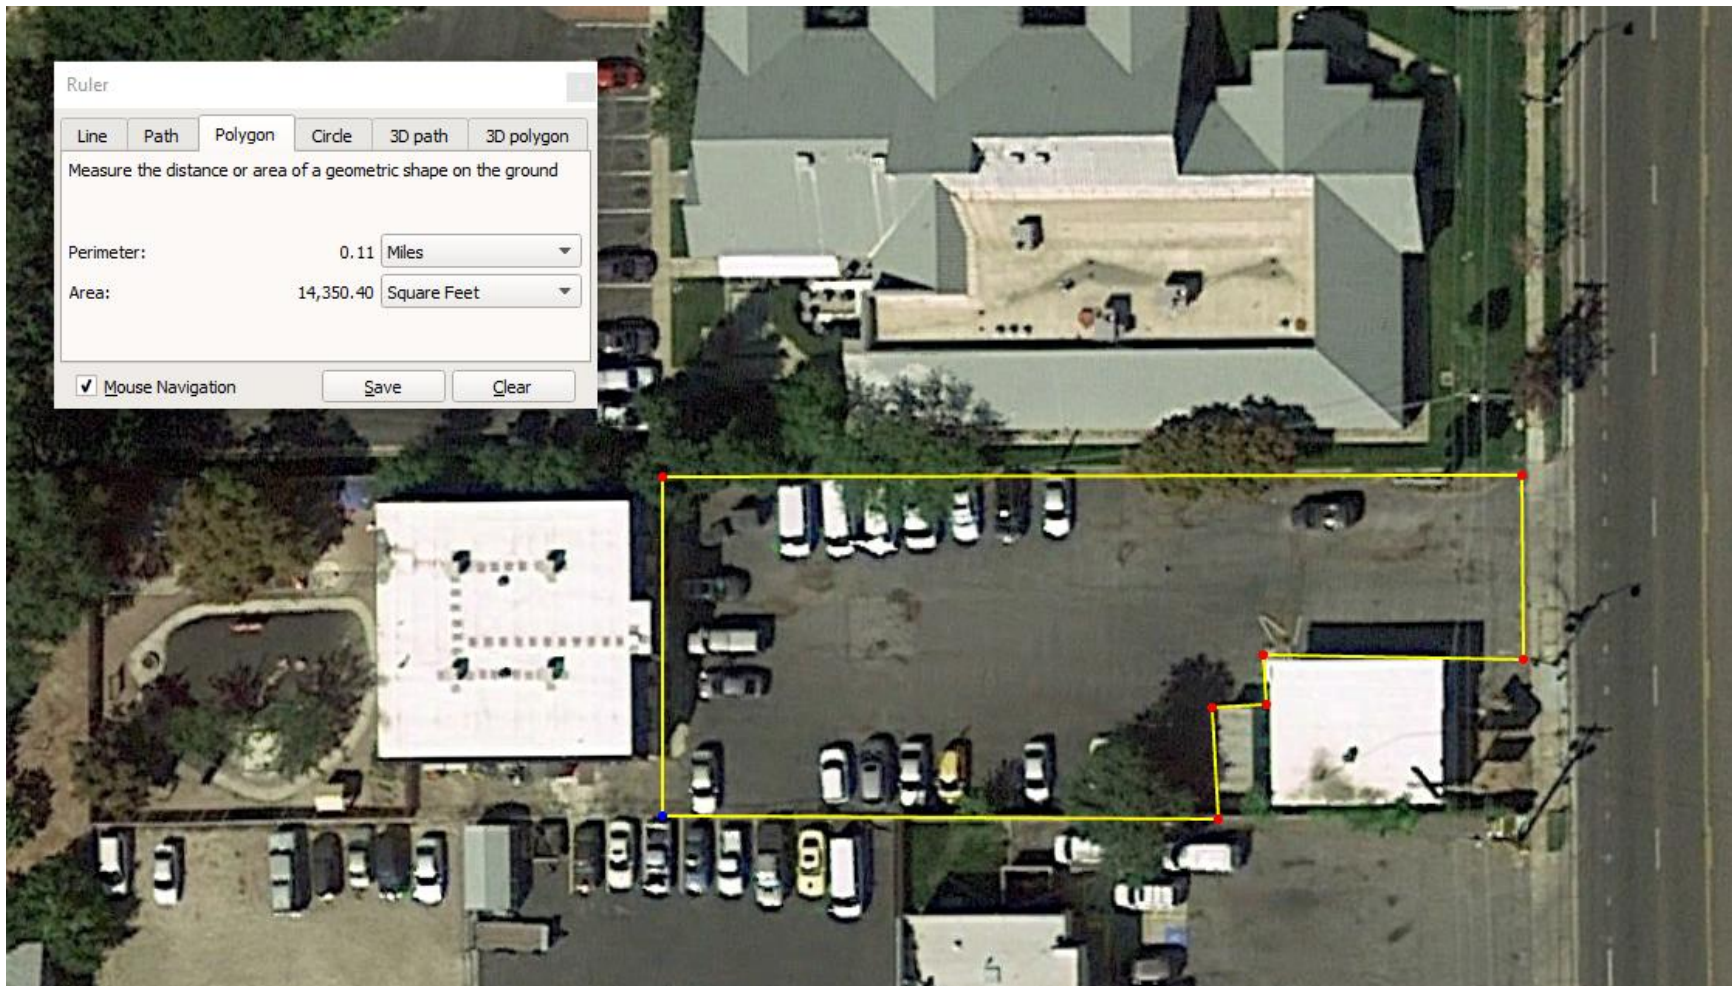 Ruler
Line Path Polygon Circle 3D path 3D polygon
Measure the distance or area of a geometric shape on the ground
Perimeter: 0.11 Miles
Area: 14,350.40 Square Feet
Mouse Navigation Save Clear